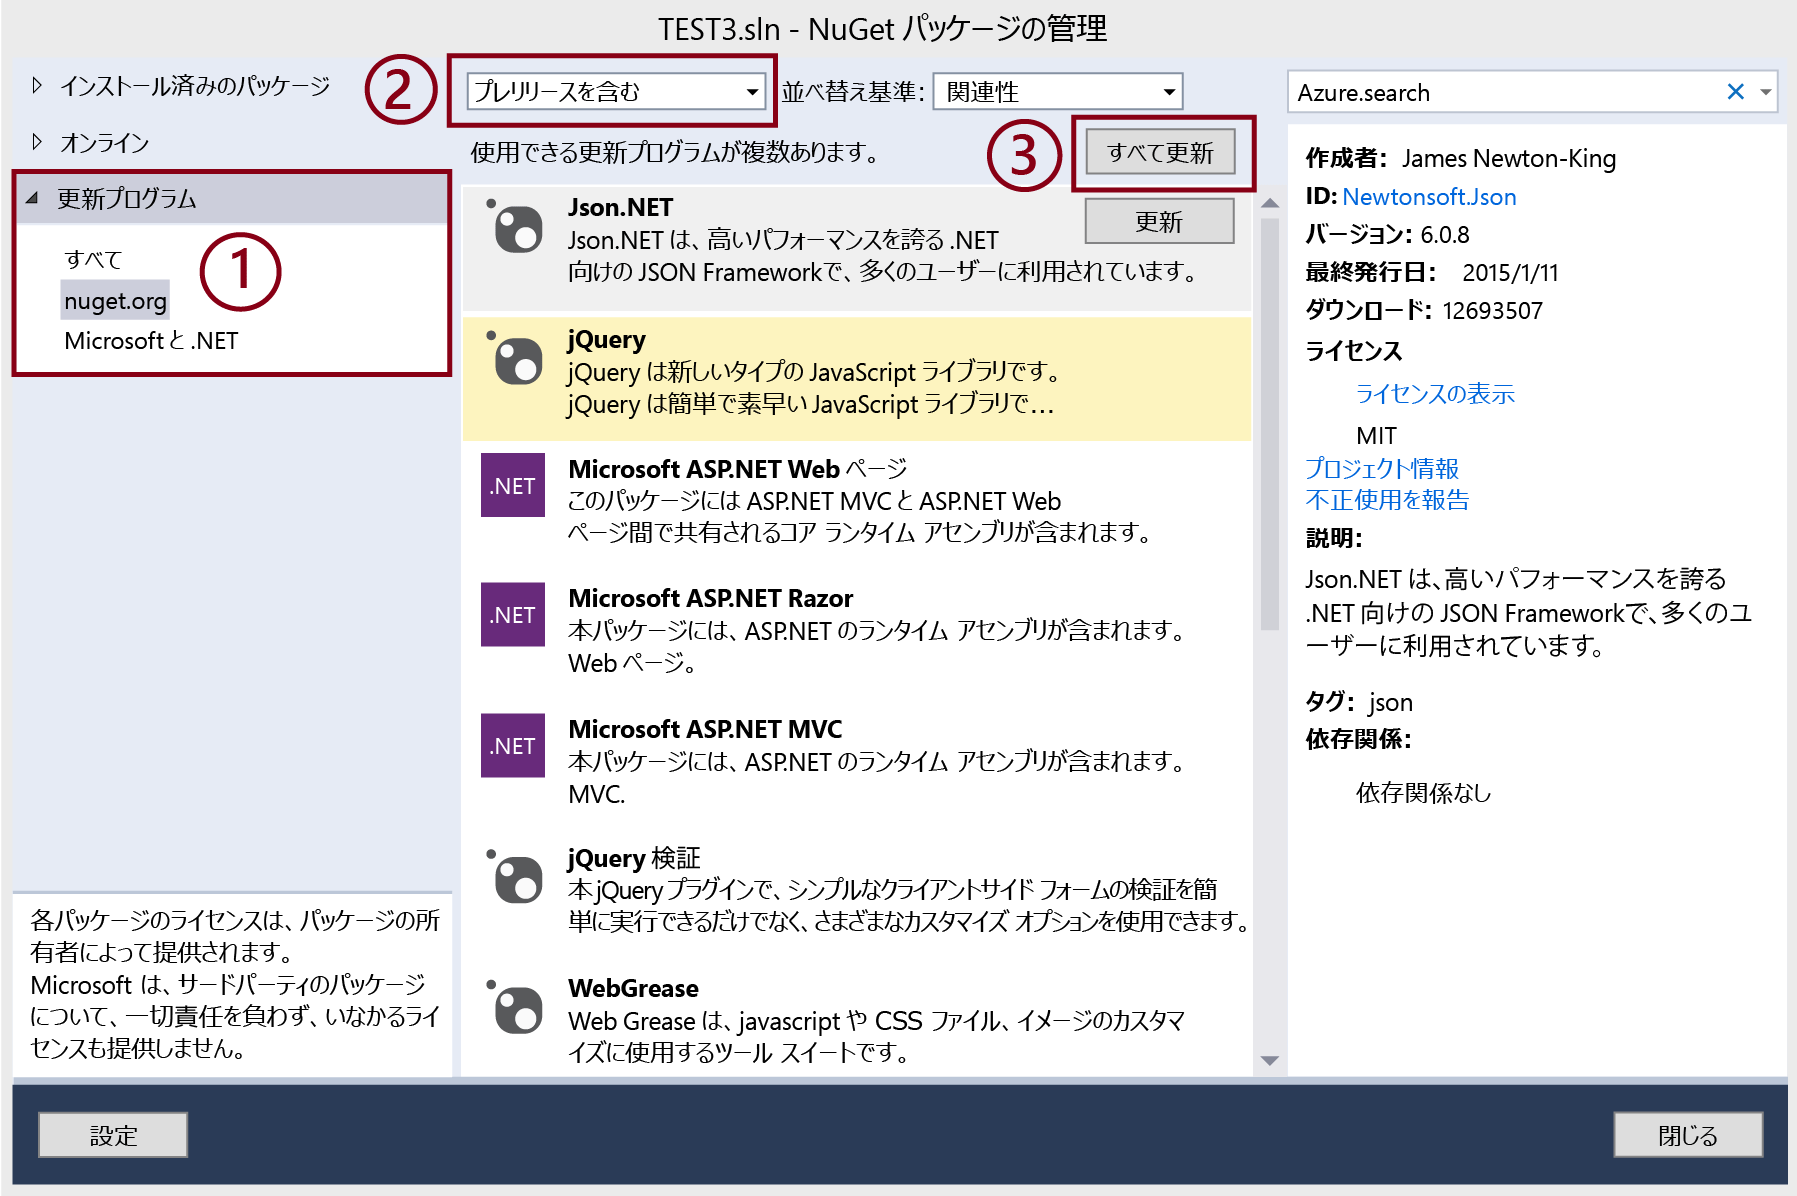 TEST3.sln - NuGet パッケージの管理
インストール済みのパッケージ
オンライン
更新プログラム
すべて
nuget.org
Microsoftと .NET
①
②
プレリリースを含む
並べ替え基準:
関連性
使用できる更新プログラムが複数あります。
③
すべて更新
Json.NET
Json.NET は、高いパフォーマンスを誇る .NET
向けの JSON Frameworkで、多くのユーザーに利用されています。
更新
jQuery
jQuery は新しいタイプの JavaScript ライブラリです。
jQuery は簡単で素早い JavaScript ライブラリで...
.NET
Microsoft ASP.NET Web ページ
このパッケージには ASP.NET MVCと ASP.NET Web
ページ間で共有されるコア ランタイム アセンブリが含まれます。
.NET
Microsoft ASP.NET Razor
本パッケージには、ASP.NET のランタイム アセンブリが含まれます。
Web ページ。
.NET
Microsoft ASP.NET MVC
本パッケージには、ASP.NET のランタイム アセンブリが含まれます。
MVC.
jQuery 検証
本 jQuery プラグインで、シンプルなクライアントサイド フォームの検証を簡
単に実行できるだけでなく、さまざまなカスタマイズ オプションを使用できます。
WebGrease
Web Grease は、javascript や CSS ファイル、イメージのカスタマ
イズに使用するツール スイートです。
Azure.search
作成者: James Newton-King
ID: Newtonsoft.Json
バージョン: 6.0.8
最終発行日: 2015/1/11
ダウンロード: 12693507
ライセンス
ライセンスの表示
MIT
プロジェクト情報
不正使用を報告
説明:
Json.NET は、高いパフォーマンスを誇る
.NET 向けの JSON Frameworkで、多くのユ
ーザーに利用されています。
タグ: json
依存関係:
依存関係なし
各パッケージのライセンスは、パッケージの所
有者によって提供されます。
Microsoft は、サードパーティのパッケージ
について、一切責任を負わず、いなかるライ
センスも提供しません。
設定
閉じる